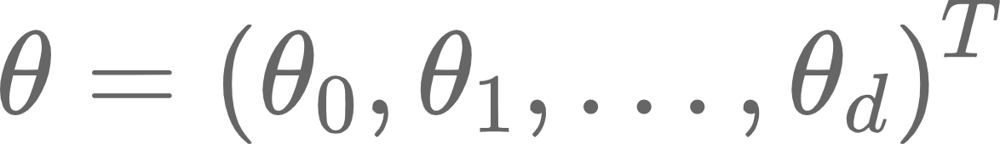 θ = (θ₀, θ₁, . . . , θ_d)ᵀ